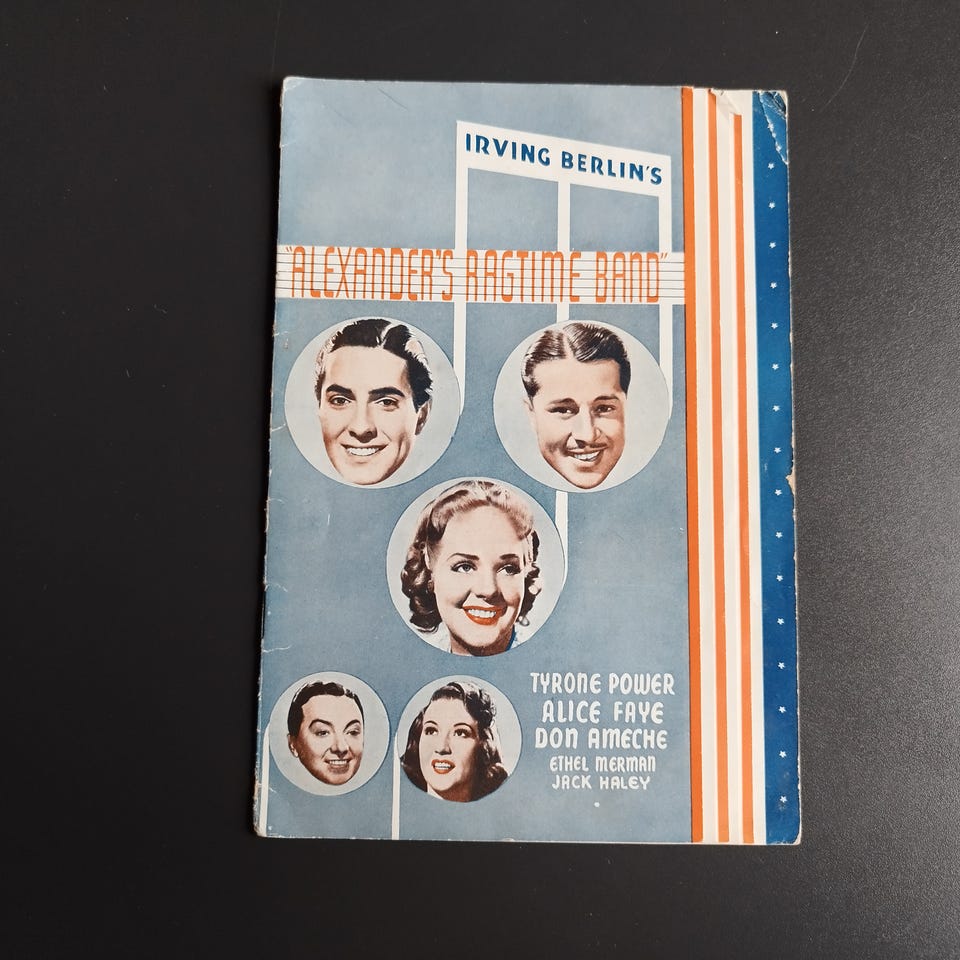 IRVING BERLIN'S
"ALEXANDER'S RAGTIME BAND"
TYRONE POWER
ALICE FAYE
DON AMECHE
ETHEL MERMAN
JACK HALEY